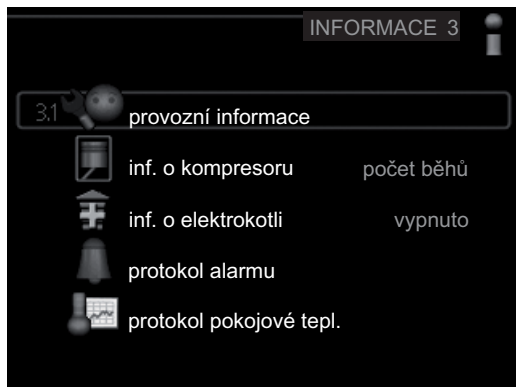 INFORMACE 3
3.1 provozní informace
inf. o kompresoru počet běhů
inf. o elektrokotli vypnuto
protokol alarmu
protokol pokojové tepl.